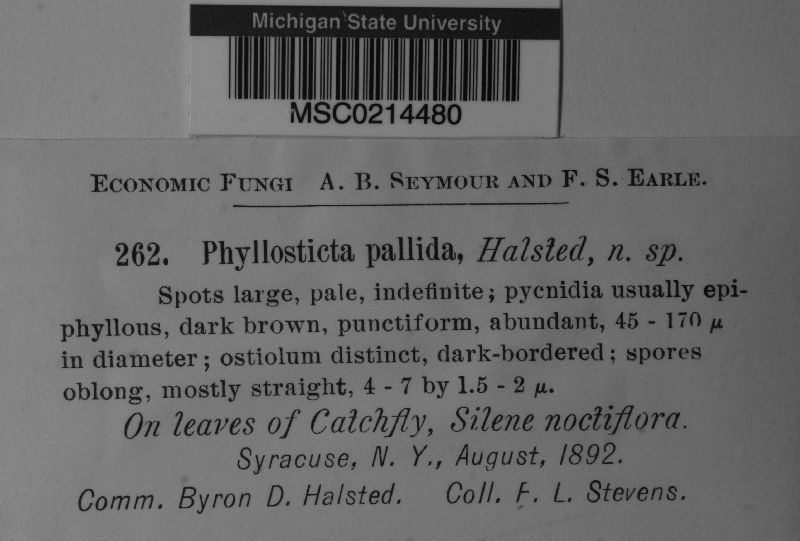 Michigan State University
MSC0214480
ECONOMIC FUNGI A. B. SEYMOUR AND F. S. EARLE.
262. Phyllosticta pallida, Halsted, n. sp.
Spots large, pale, indefinite; pycnidia usually epi-
phyllous, dark brown, punctiform, abundant, 45 - 170 µ
in diameter; ostiolum distinct, dark-bordered; spores
oblong, mostly straight, 4 - 7 by 1.5 - 2 µ.
On leaves of Catchfly, Silene noctiflora.
Syracuse, N. Y., August, 1892.
Comm. Byron D. Halsted. Coll. F. L. Stevens.